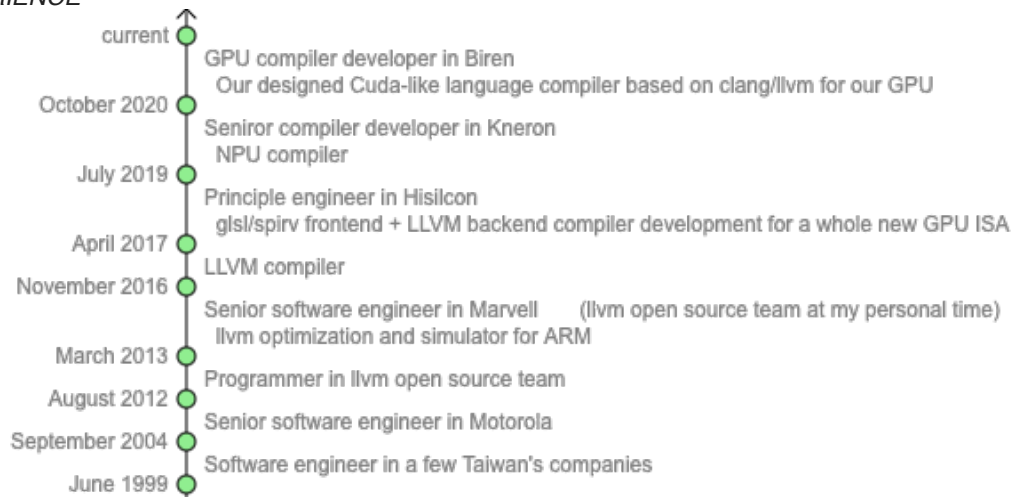 current
GPU compiler developer in Biren
Our designed Cuda-like language compiler based on clang/llvm for our GPU
October 2020
Seniror compiler developer in Kneron
NPU compiler
July 2019
Principle engineer in Hisilcon
glsl/spirv frontend + LLVM backend compiler development for a whole new GPU ISA
April 2017
LLVM compiler
November 2016
Senior software engineer in Marvell (llvm open source team at my personal time)
llvm optimization and simulator for ARM
March 2013
Programmer in llvm open source team
August 2012
Senior software engineer in Motorola
September 2004
Software engineer in a few Taiwan's companies
June 1999